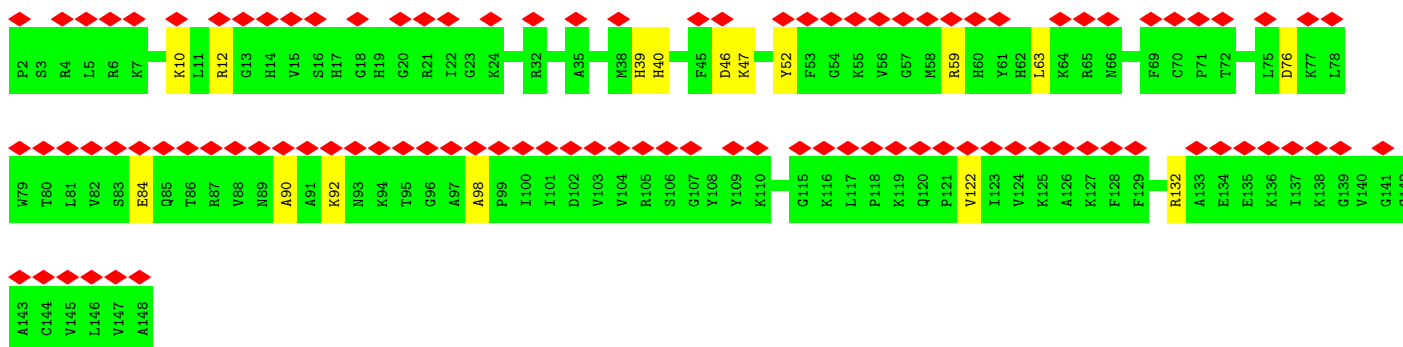 P2 S3 R4 L5 R6 K7 K10 L11 R12 G13 H14 V15 S16 H17 G18 H19 G20 R21 I22 G23 K24 R32 A35 M38 H39 H40 F45 D46 K47 Y52 F53 G54 K55 V56 G57 M58 R59 H60 Y61 H62 L63 K64 R65 N66 F69 C70 P71 T72 L75 D76 K77 L78
W79 T80 L81 V82 S83 E84 Q85 T86 R87 V88 N89 A90 A91 K92 N93 K94 T95 G96 A97 A98 P99 I100 I101 D102 V103 V104 R105 S106 G107 Y108 Y109 K110 G115 K116 L117 P118 K119 Q120 P121 V122 I123 V124 K125 A126 K127 F128 F129 R132 A133 E134 E135 K136 I137 K138 G139 V140 G141
A143 C144 V145 L146 V147 A148